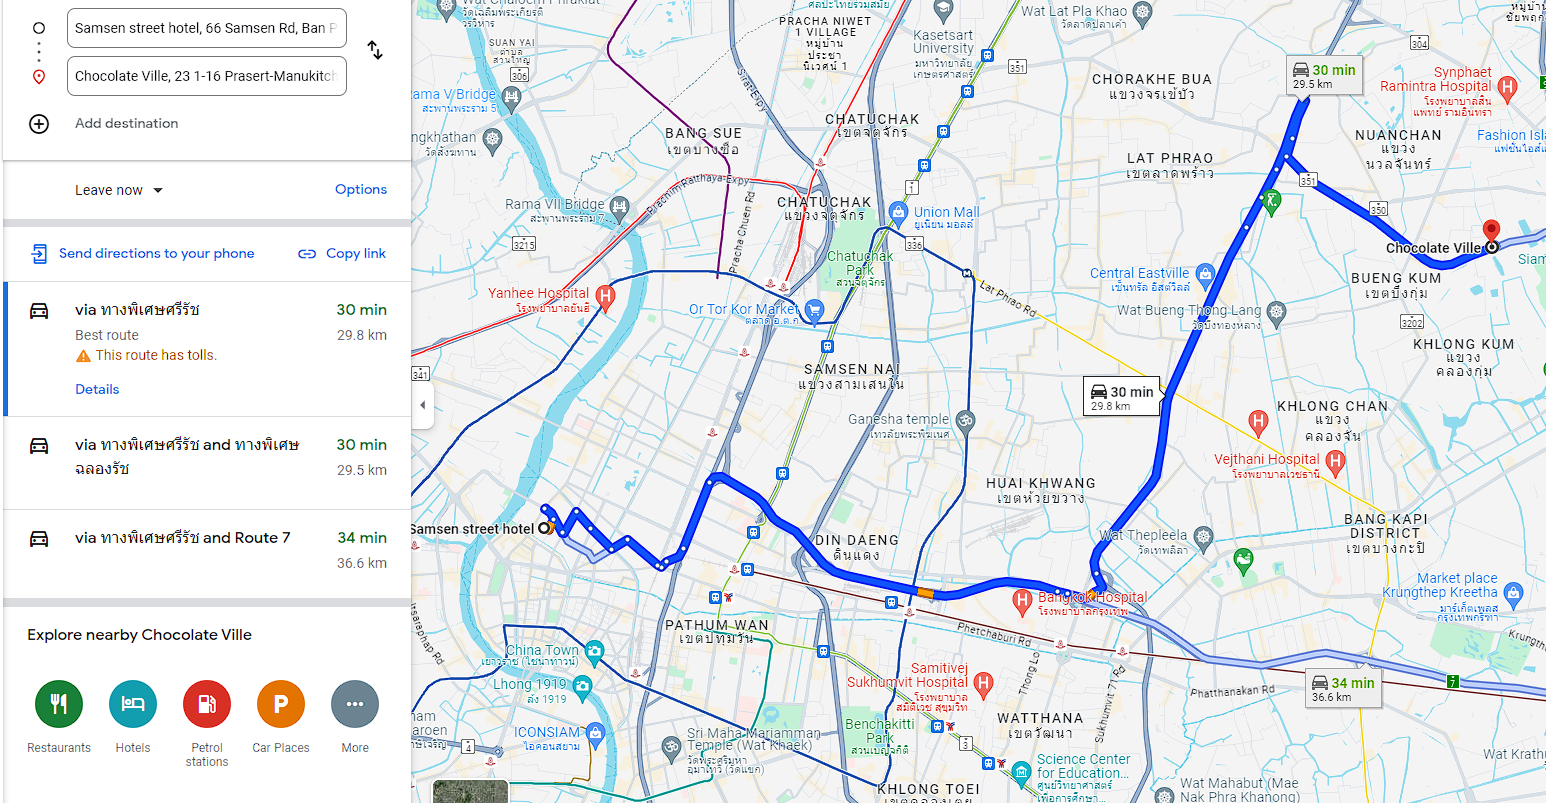 Samsen street hotel, 66 Samsen Rd, Ban P
Chocolate Ville, 23 1-16 Prasert-Manukitch
Add destination
Leave now
Options
Send directions to your phone
Copy link
via ทางพิเศษศรีรัช
30 min
Best route
29.8 km
This route has tolls.
Details
via ทางพิเศษศรีรัช and ทางพิเศษ
ฉลองรัช
30 min
29.5 km
via ทางพิเศษศรีรัช and Route 7
34 min
36.6 km
Explore nearby Chocolate Ville
Restaurants
Hotels
Petrol
stations
Car Places
More
PRACHA NIWET
1 VILLAGE
หมู่บ้าน
ประชา
นิเวศน์ 1
Kasetsart
University
มหาวิทยาลัย
เกษตรศาสตร์
Wat Lat Pla Khao
วัดลาดปลาเค้า
351
304
306
SUAN YAI
Rama V Bridge
สะพานพระราม 5
Sirat Expy
CHORAKHE BUA
แขวงจรเข้บัว
30 min
29.5 km
Synphaet
Ramintra Hospital
โรงพยาบาลสิน
แพทย์ รามอินทรา
BANG SUE
เขตบางซื่อ
CHATUCHAK
เขตจตุจักร
NUANCHAN
แขวง
นวลจันทร์
LAT PHRAO
เขตลาดพร้าว
Prachim Ratthaya Expy
1
351
350
Rama VII Bridge
สะพานพระราม 7
CHATUCHAK
แขวงจตุจักร
Union Mall
ยูเนี่ยน มอลล์
3215
Pracha Chuen Rd
336
Chocolate Ville
Chatuchak
Park
สวนจตุจักร
Central Eastville
เซ็นทรัล อีสต์วิลล์
BUENG KUM
เขตบึงกุ่ม
Yanhee Hospital
โรงพยาบาลยันฮี
Lat Phrao Rd
Or Tor Kor Market
ตลาด อ.ต.ก.
Wat Bueng Thong Lang
วัดบึงทองหลาง
3202
KHLONG KUM
แขวง
คลองกุ่ม
341
SAMSEN NAI
แขวงสามเสนใน
30 min
29.8 km
Ganesha temple
เทวาลัยพระพิฆเนศ
KHLONG CHAN
แขวง
คลองจั่น
Vejthani Hospital
โรงพยาบาลเวชธานี
HUAI KHWANG
เขตห้วยขวาง
Samsen street hotel
DIN DAENG
ดินแดง
Wat Thepleela
วัดเทพลีลา
BANG KAPI
DISTRICT
เขตบางกะปิ
Bangkok Hospital
โรงพยาบาลกรุงเทพ
Market place
Krungthep Kreetha
มาร์เก็ตเพลส
กรุงเทพกรีฑา
PATHUM WAN
เขตปทุมวัน
Phetchaburi Rd
China Town
เยาวราช (ไชน่าทาวน์)
Lhong 1919
ล้ง 1919
Samitivej
Sukhumvit Hospital
โรงพยาบาล
สมิติเวช สุขุมวิท
Thong Lo
Sukhumvit 71 Rd
Phatthanakan Rd
34 min
36.6 km
7
ICONSIAM
ไอคอนสยาม
4
Sri Maha Mariamman
Temple (Wat Khaek)
วัดพระศรีมหา
อุมาเทวี (วัดแขก)
Benchakitti
Park
สวนเบญจกิติ
WATTHANA
เขตวัฒนา
3
Science Center
for Education...
ศูนย์วิทยาศาสตร์
เพื่อการศึกษา...
KHLONG TOEI
Wat Mahabut (Mae
Nak Phra Khanong)